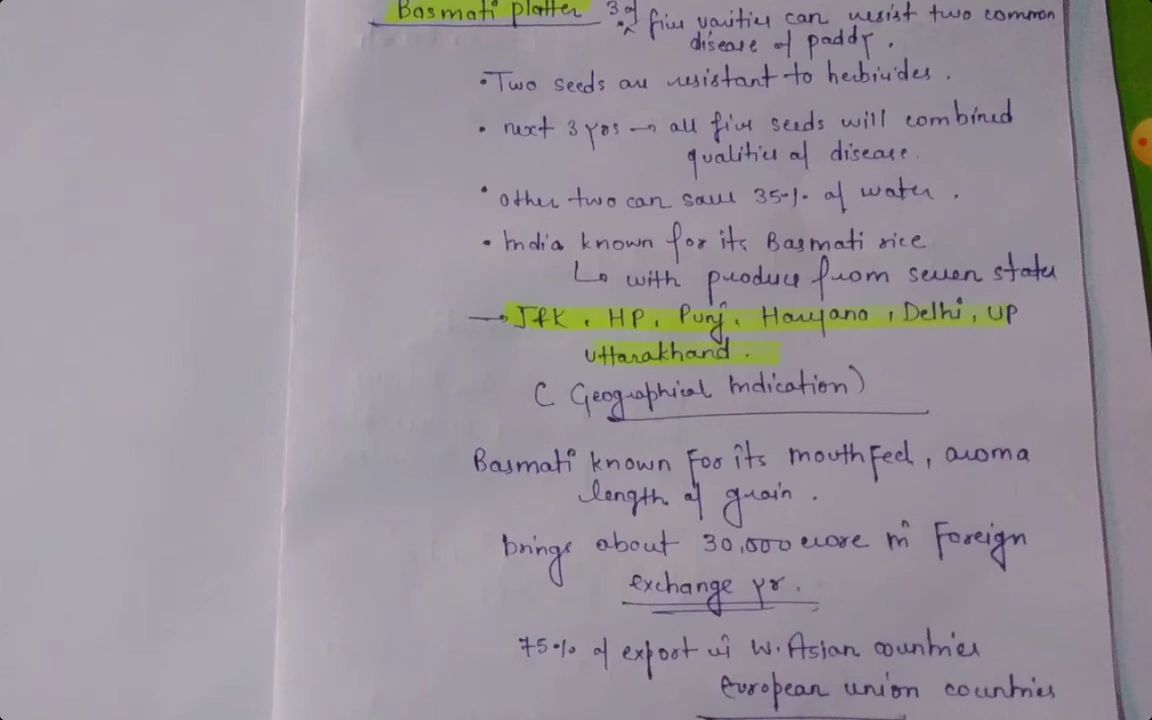 Basmati Platter 3 of five varities can resist two common
disease of paddy.
• Two seeds are resistant to herbicides.
• next 3 yrs → all five seeds will combined
qualities of disease.
• other two can save 35% of water.
• India known for its Basmati rice
↳ with produce from seven states
→ J&K, HP, Punj, Haryana, Delhi, UP
Uttarakhand.
( Geographical Indication)
Basmati known For its mouth Feel, aroma
length of grain.
brings about 30,000 crore in Foreign
exchange yr.
75% of export in W. Asian countries
European union countries